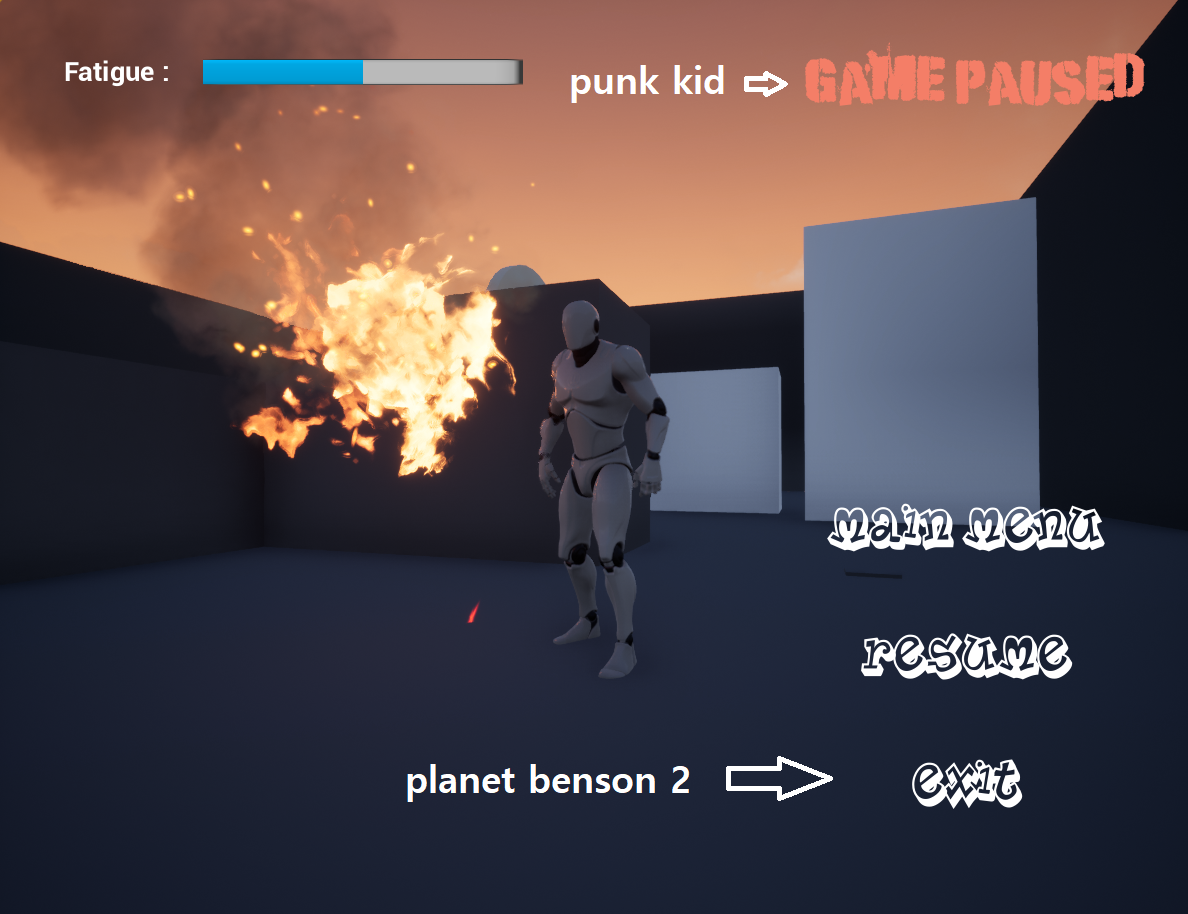 Fatigue :
punk kid
GAME PAUSED
main menu
resume
planet benson 2
exit